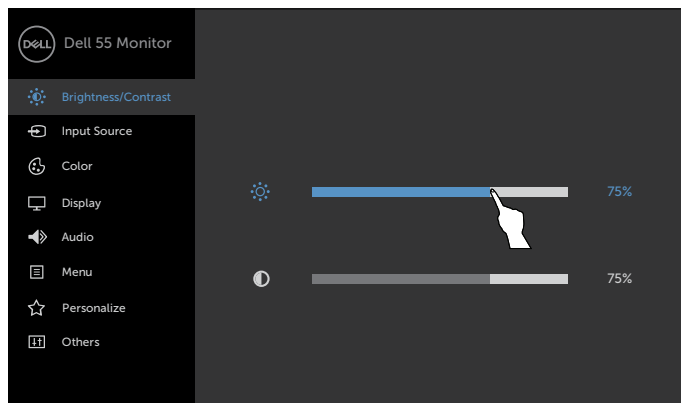 DELL Dell 55 Monitor
Brightness/Contrast
Input Source
Color
Display
Audio
Menu
Personalize
Others
75%
75%